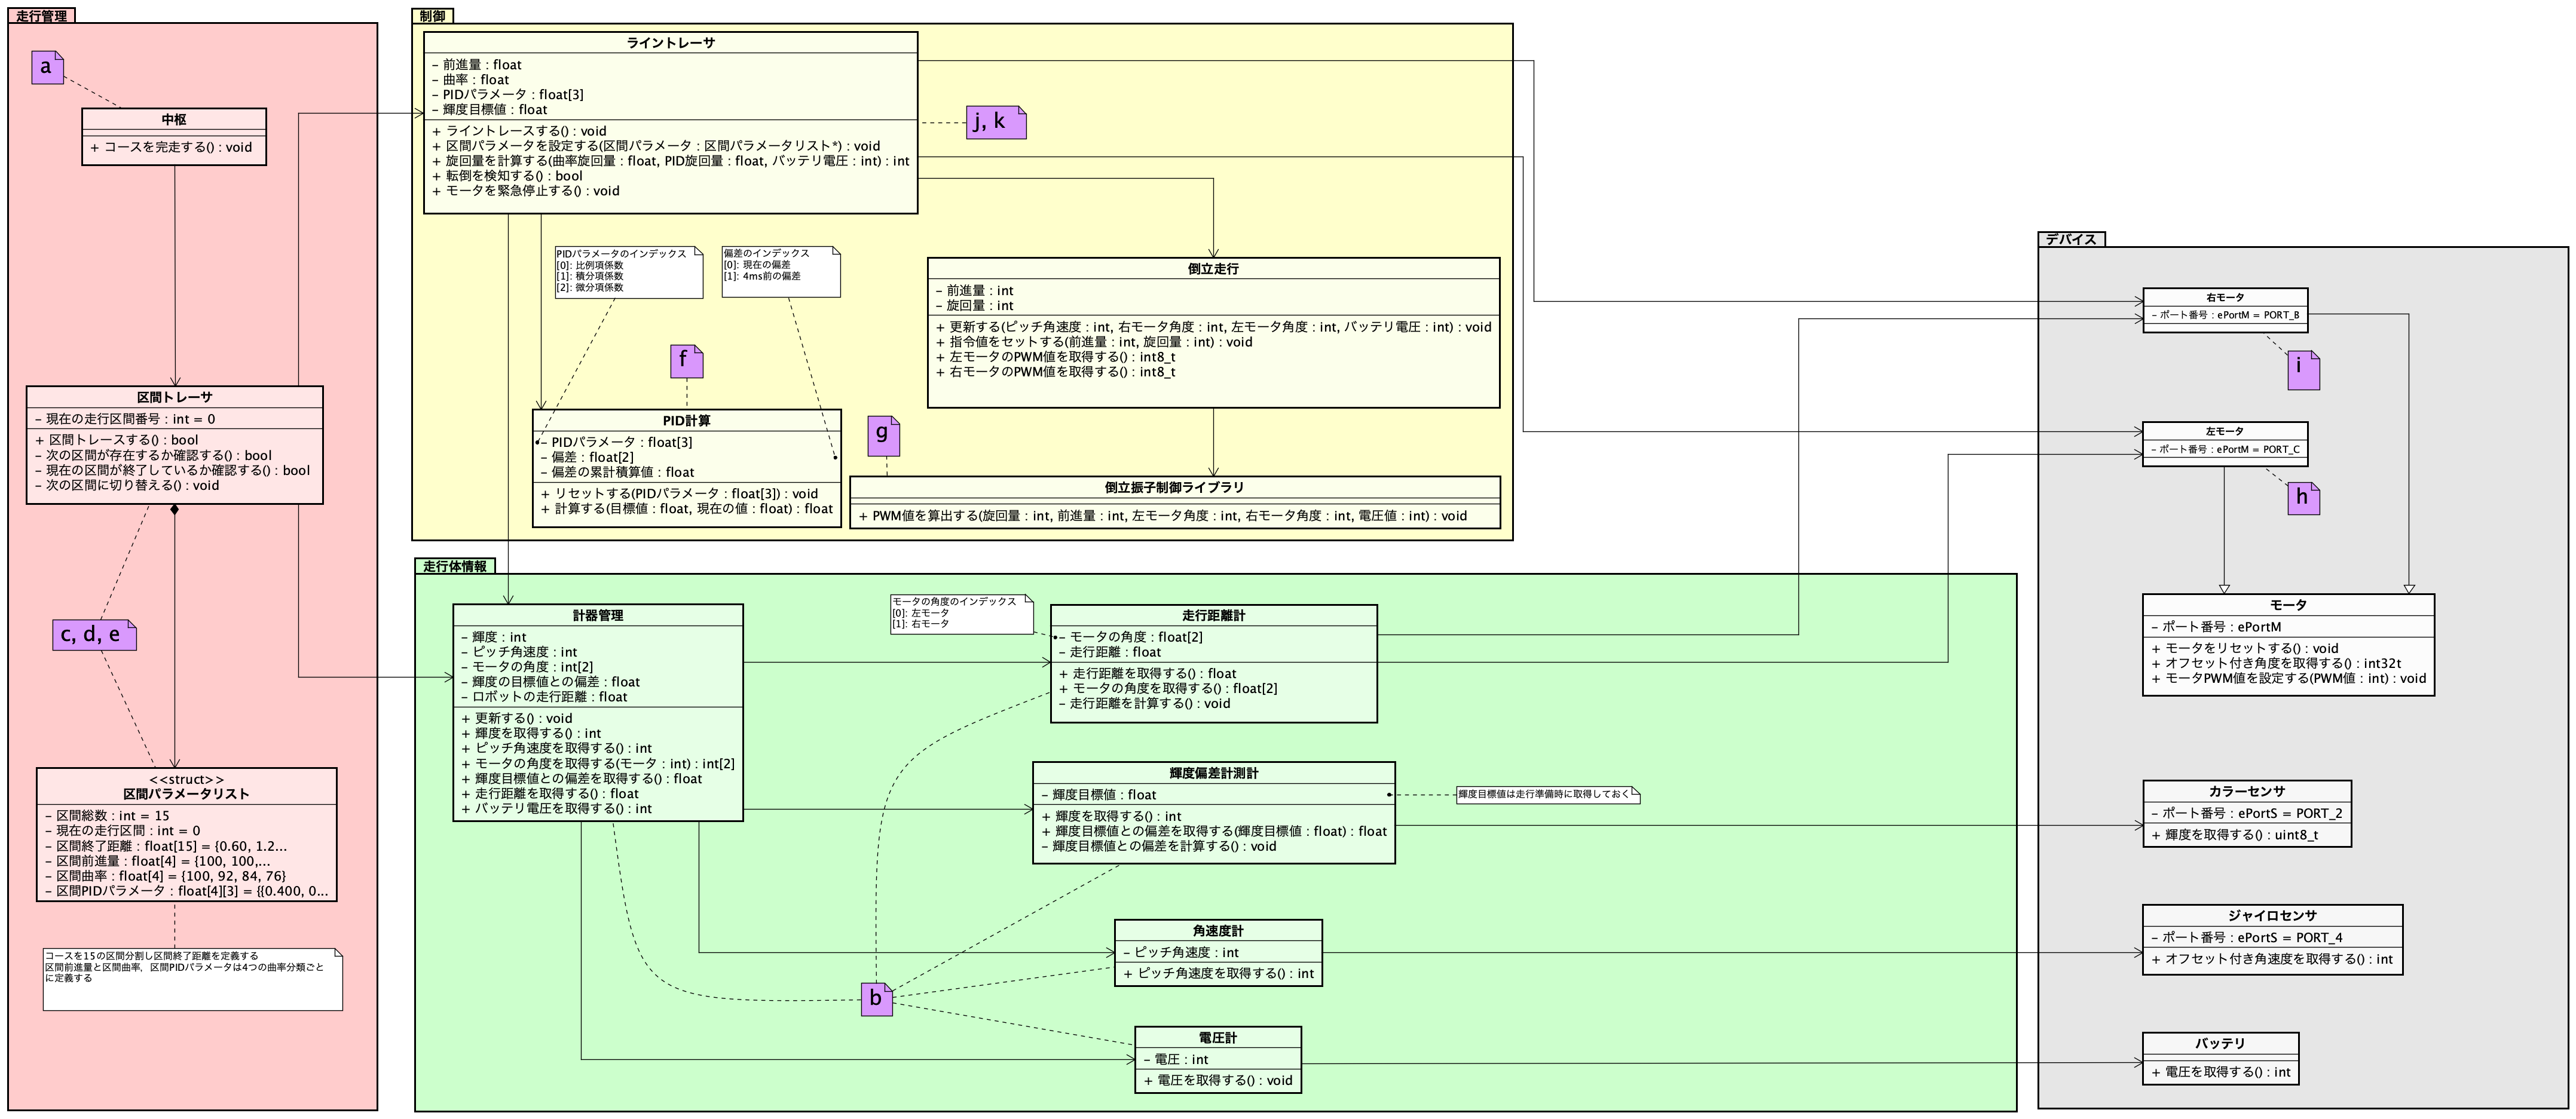 走行管理
a
中枢
+ コースを完走する() : void
区間トレーサ
− 現在の走行区間番号 : int = 0
+ 区間トレースする() : bool
− 次の区間が存在するか確認する() : bool
− 現在の区間が終了しているか確認する() : bool
− 次の区間に切り替える() : void
c, d, e
<<struct>>
区間パラメータリスト
− 区間総数 : int = 15
− 現在の走行区間 : int = 0
− 区間終了距離 : float[15] = {0.60, 1.2...
− 区間前進量 : float[4] = {100, 100,...
− 区間曲率 : float[4] = {100, 92, 84, 76}
− 区間PIDパラメータ : float[4][3] = {{0.400, 0...
コースを15の区間分割し区間終了距離を定義する
区間前進量と区間曲率，区間PIDパラメータは4つの曲率分類ごと
に定義する
制御
ライントレーサ
− 前進量 : float
− 曲率 : float
− PIDパラメータ : float[3]
− 輝度目標値 : float
+ ライントレースする() : void
+ 区間パラメータを設定する(区間パラメータ : 区間パラメータリスト*) : void
+ 旋回量を計算する(曲率旋回量 : float, PID旋回量 : float, バッテリ電圧 : int) : int
+ 転倒を検知する() : bool
+ モータを緊急停止する() : void
j, k
PIDパラメータのインデックス
[0]: 比例項係数
[1]: 積分項係数
[2]: 微分項係数
偏差のインデックス
[0]: 現在の偏差
[1]: 4ms前の偏差
f
PID計算
− PIDパラメータ : float[3]
− 偏差 : float[2]
− 偏差の累計積算値 : float
+ リセットする(PIDパラメータ : float[3]) : void
+ 計算する(目標値 : float, 現在の値 : float) : float
倒立走行
− 前進量 : int
− 旋回量 : int
+ 更新する(ピッチ角速度 : int, 右モータ角度 : int, 左モータ角度 : int, バッテリ電圧 : int) : void
+ 指令値をセットする(前進量 : int, 旋回量 : int) : void
+ 左モータのPWM値を取得する() : int8_t
+ 右モータのPWM値を取得する() : int8_t
g
倒立振子制御ライブラリ
+ PWM値を算出する(旋回量 : int, 前進量 : int, 左モータ角度 : int, 右モータ角度 : int, 電圧値 : int) : void
走行体情報
計器管理
− 輝度 : int
− ピッチ角速度 : int
− モータの角度 : int[2]
− 輝度の目標値との偏差 : float
− ロボットの走行距離 : float
+ 更新する() : void
+ 輝度を取得する() : int
+ ピッチ角速度を取得する() : int
+ モータの角度を取得する(モータ : int) : int[2]
+ 輝度目標値との偏差を取得する() : float
+ 走行距離を取得する() : float
+ バッテリ電圧を取得する() : int
モータの角度のインデックス
[0]: 左モータ
[1]: 右モータ
走行距離計
− モータの角度 : float[2]
− 走行距離 : float
+ 走行距離を取得する() : float
+ モータの角度を取得する() : float[2]
− 走行距離を計算する() : void
輝度偏差計測計
− 輝度目標値 : float
+ 輝度を取得する() : int
+ 輝度目標値との偏差を取得する(輝度目標値 : float) : float
− 輝度目標値との偏差を計算する() : void
輝度目標値は走行準備時に取得しておく
角速度計
− ピッチ角速度 : int
+ ピッチ角速度を取得する() : int
b
電圧計
− 電圧 : int
+ 電圧を取得する() : void
デバイス
右モータ
− ポート番号 : ePortM = PORT_B
i
左モータ
− ポート番号 : ePortM = PORT_C
h
モータ
− ポート番号 : ePortM
+ モータをリセットする() : void
+ オフセット付き角度を取得する() : int32t
+ モータPWM値を設定する(PWM値 : int) : void
カラーセンサ
− ポート番号 : ePortS = PORT_2
+ 輝度を取得する() : uint8_t
ジャイロセンサ
− ポート番号 : ePortS = PORT_4
+ オフセット付き角速度を取得する() : int
バッテリ
+ 電圧を取得する() : int